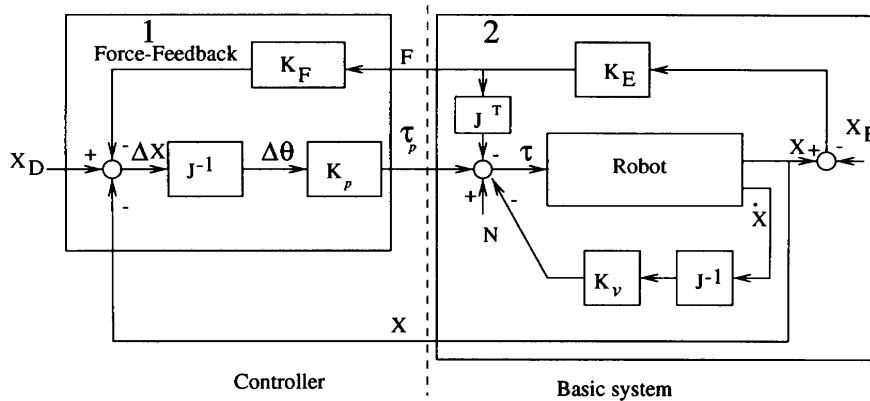 1
2
Force-Feedback
K_F
F
K_E
J^T
X_D
+
-
ΔX
J^-1
Δθ
K_p
τ_p
-
τ
Robot
X
+
-
X_E
-
+
N
-
Ẋ
K_v
J^-1
X
Controller
Basic system